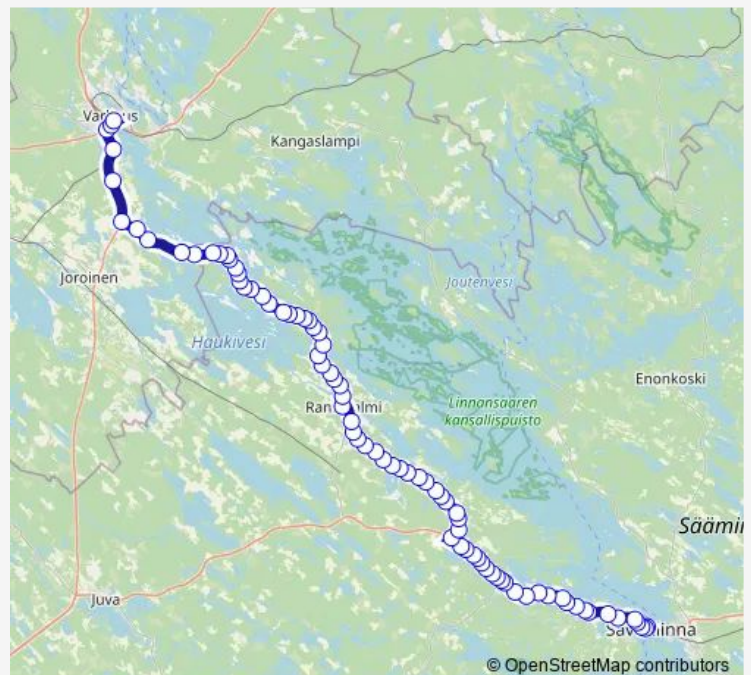 Kangaslampi
Joroinen
Joutenvesi
Haukivesi
Enonkoski
Linnansaaren
kansallispuisto
Juva
© OpenStreetMap contributors